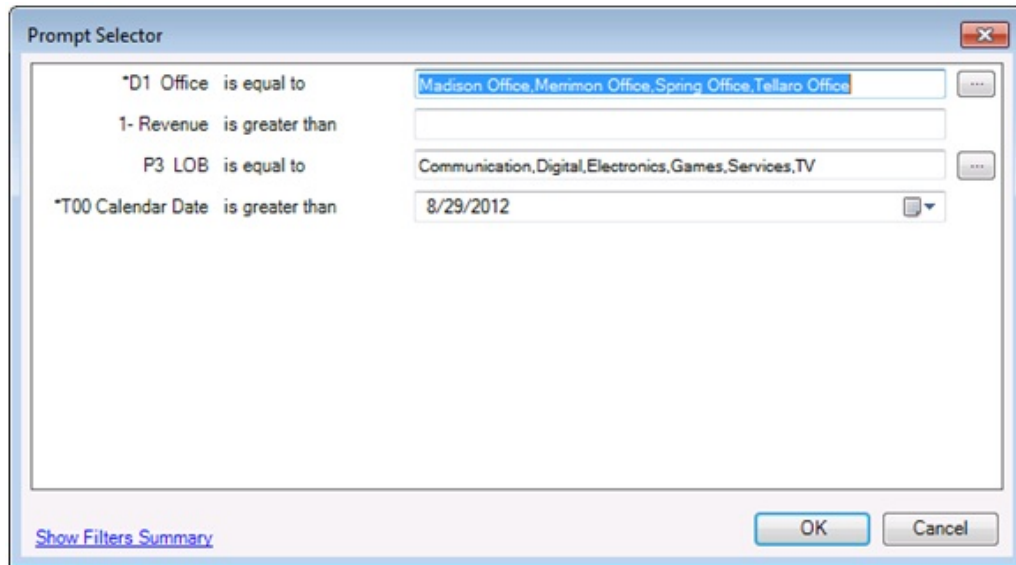 Prompt Selector
*D1 Office is equal to Madison Office,Merrimon Office,Spring Office,Tellaro Office ...
1- Revenue is greater than
P3 LOB is equal to Communication,Digital,Electronics,Games,Services,TV ...
*T00 Calendar Date is greater than 8/29/2012
Show Filters Summary OK Cancel